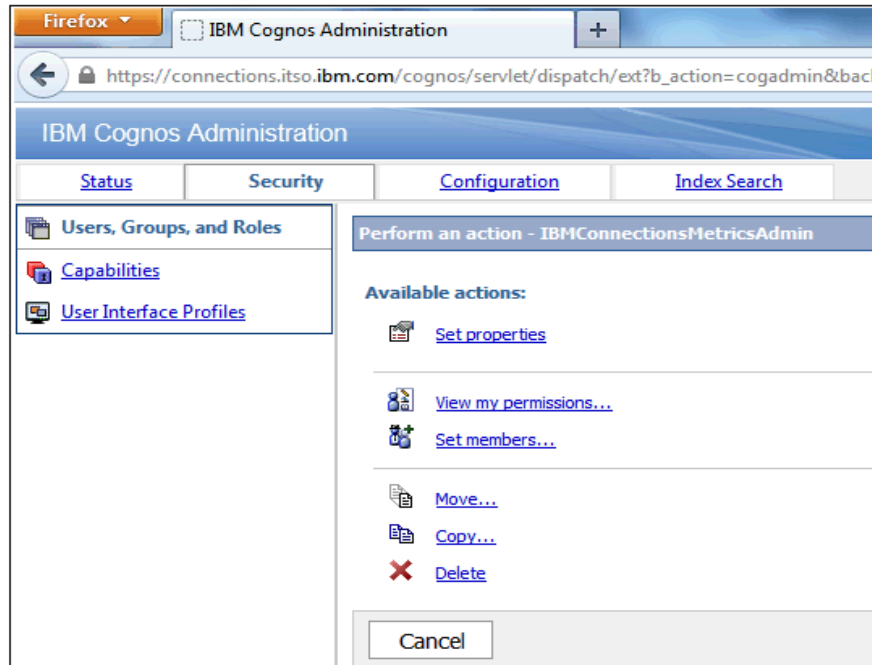 Firefox
IBM Cognos Administration
+
https://connections.itso.ibm.com/cognos/servlet/dispatch/ext?b_action=cogadmin&bac
IBM Cognos Administration
Status Security Configuration Index Search
Users, Groups, and Roles
Capabilities
User Interface Profiles
Perform an action - IBMConnectionsMetricsAdmin
Available actions:
Set properties
View my permissions...
Set members...
Move...
Copy...
Delete
Cancel